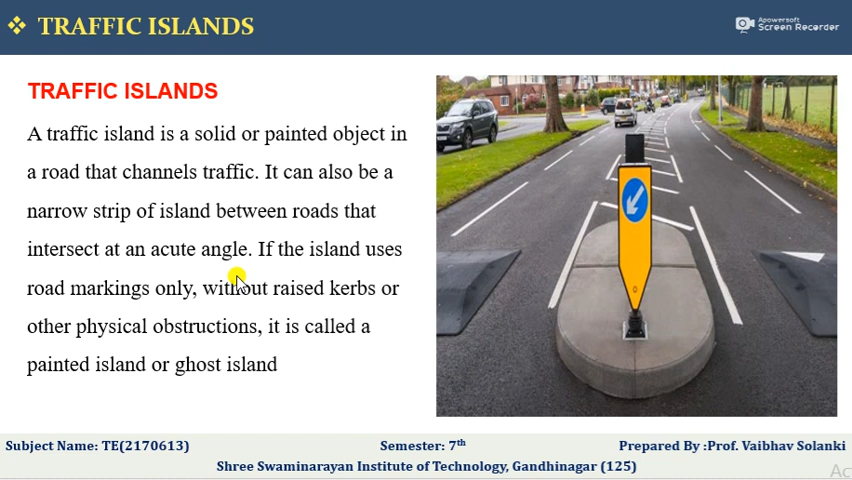 ❖ TRAFFIC ISLANDS
Apowersoft
Screen Recorder
TRAFFIC ISLANDS
A traffic island is a solid or painted object in
a road that channels traffic. It can also be a
narrow strip of island between roads that
intersect at an acute angle. If the island uses
road markings only, without raised kerbs or
other physical obstructions, it is called a
painted island or ghost island
Subject Name: TE(2170613) Semester: 7th Prepared By :Prof. Vaibhav Solanki
Shree Swaminarayan Institute of Technology, Gandhinagar (125)